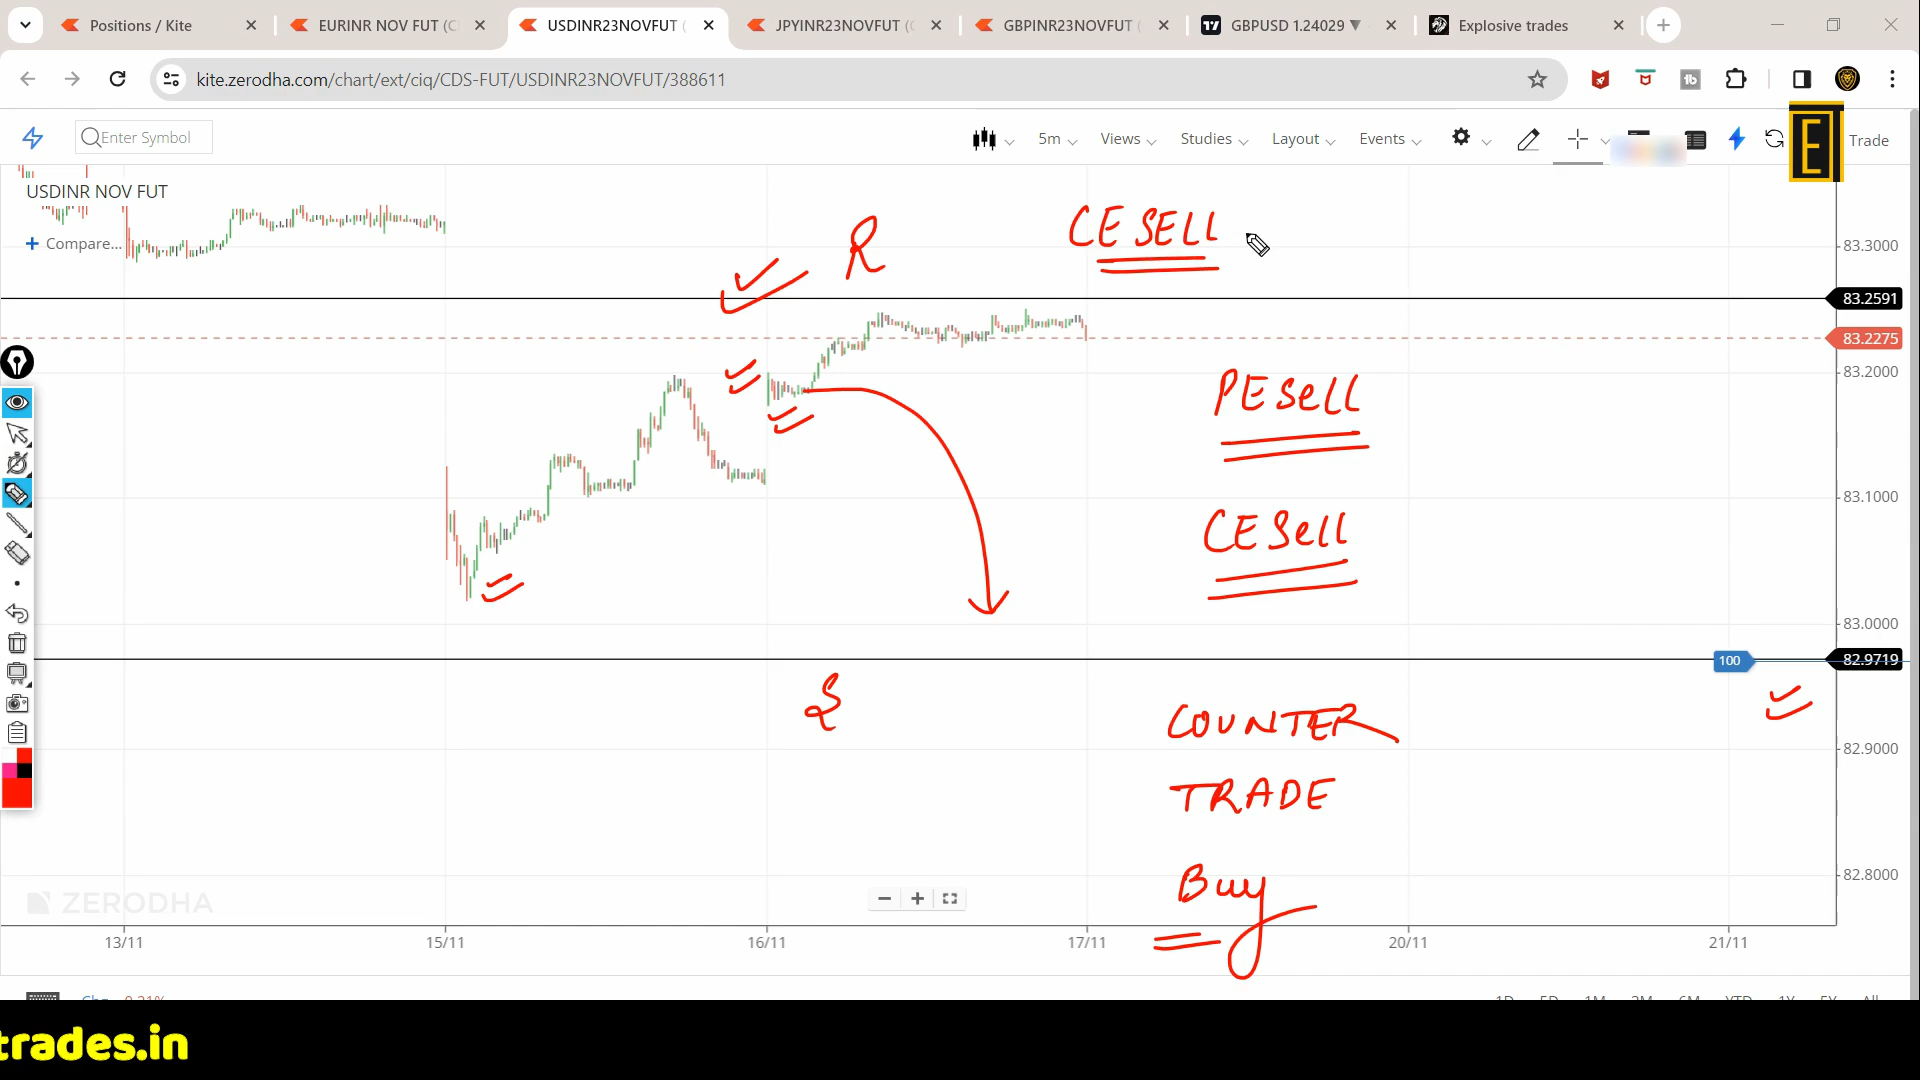 Positions / Kite
EURINR NOV FUT (C
USDINR23NOVFUT (
JPYINR23NOVFUT (C
GBPINR23NOVFUT (
GBPUSD 1.24029 ▼
Explosive trades
kite.zerodha.com/chart/ext/ciq/CDS-FUT/USDINR23NOVFUT/388611
Enter Symbol
5m
Views
Studies
Layout
Events
E
Trade
USDINR NOV FUT
+ Compare...
R
CE SELL
83.3000
83.2591
83.2275
83.2000
PE SELL
83.1000
CE SELL
83.0000
100
82.9719
S
COUNTER
82.9000
TRADE
Buy
82.8000
ZERODHA
13/11
15/11
16/11
17/11
20/11
21/11
trades.in